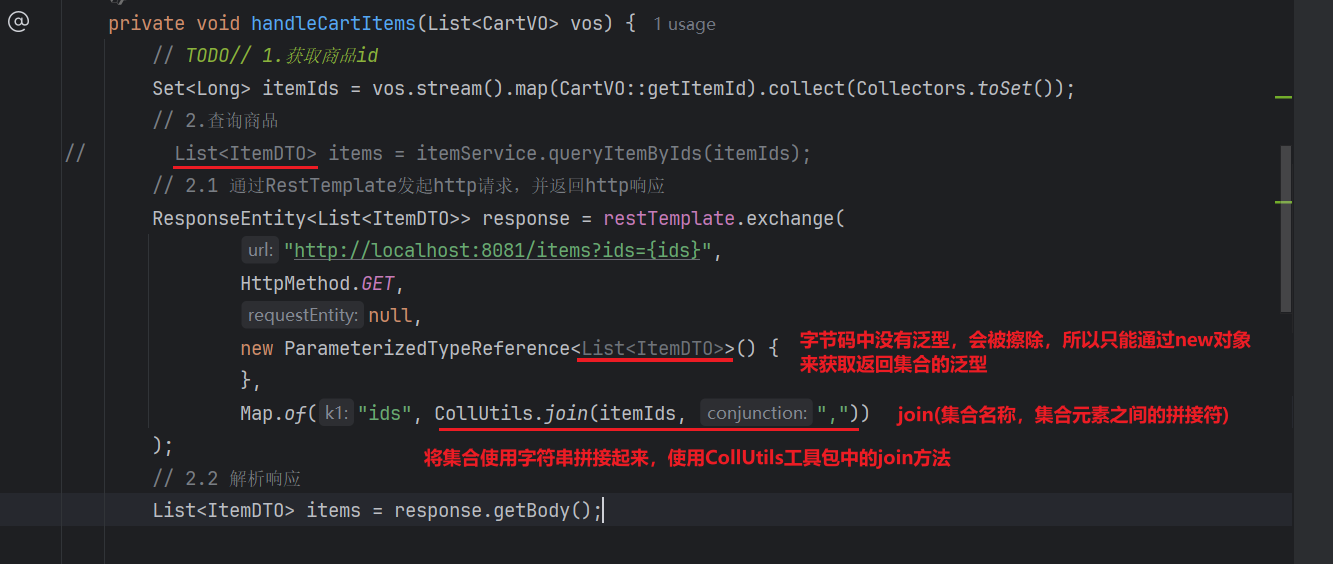 @
private void handleCartItems(List<CartVO> vos) { 1 usage
// TODO// 1.获取商品id
Set<Long> itemIds = vos.stream().map(CartVO::getItemId).collect(Collectors.toSet());
// 2.查询商品
// List<ItemDTO> items = itemService.queryItemByIds(itemIds);
// 2.1 通过RestTemplate发起http请求，并返回http响应
ResponseEntity<List<ItemDTO>> response = restTemplate.exchange(
url: "http://localhost:8081/items?ids={ids}",
HttpMethod.GET,
requestEntity: null,
new ParameterizedTypeReference<List<ItemDTO>>() {
字节码中没有泛型，会被擦除，所以只能通过new对象
来获取返回集合的泛型
},
Map.of( k1: "ids", CollUtils.join(itemIds, conjunction: ","))
join(集合名称，集合元素之间的拼接符)
);
将集合使用字符串拼接起来，使用CollUtils工具包中的join方法
// 2.2 解析响应
List<ItemDTO> items = response.getBody();